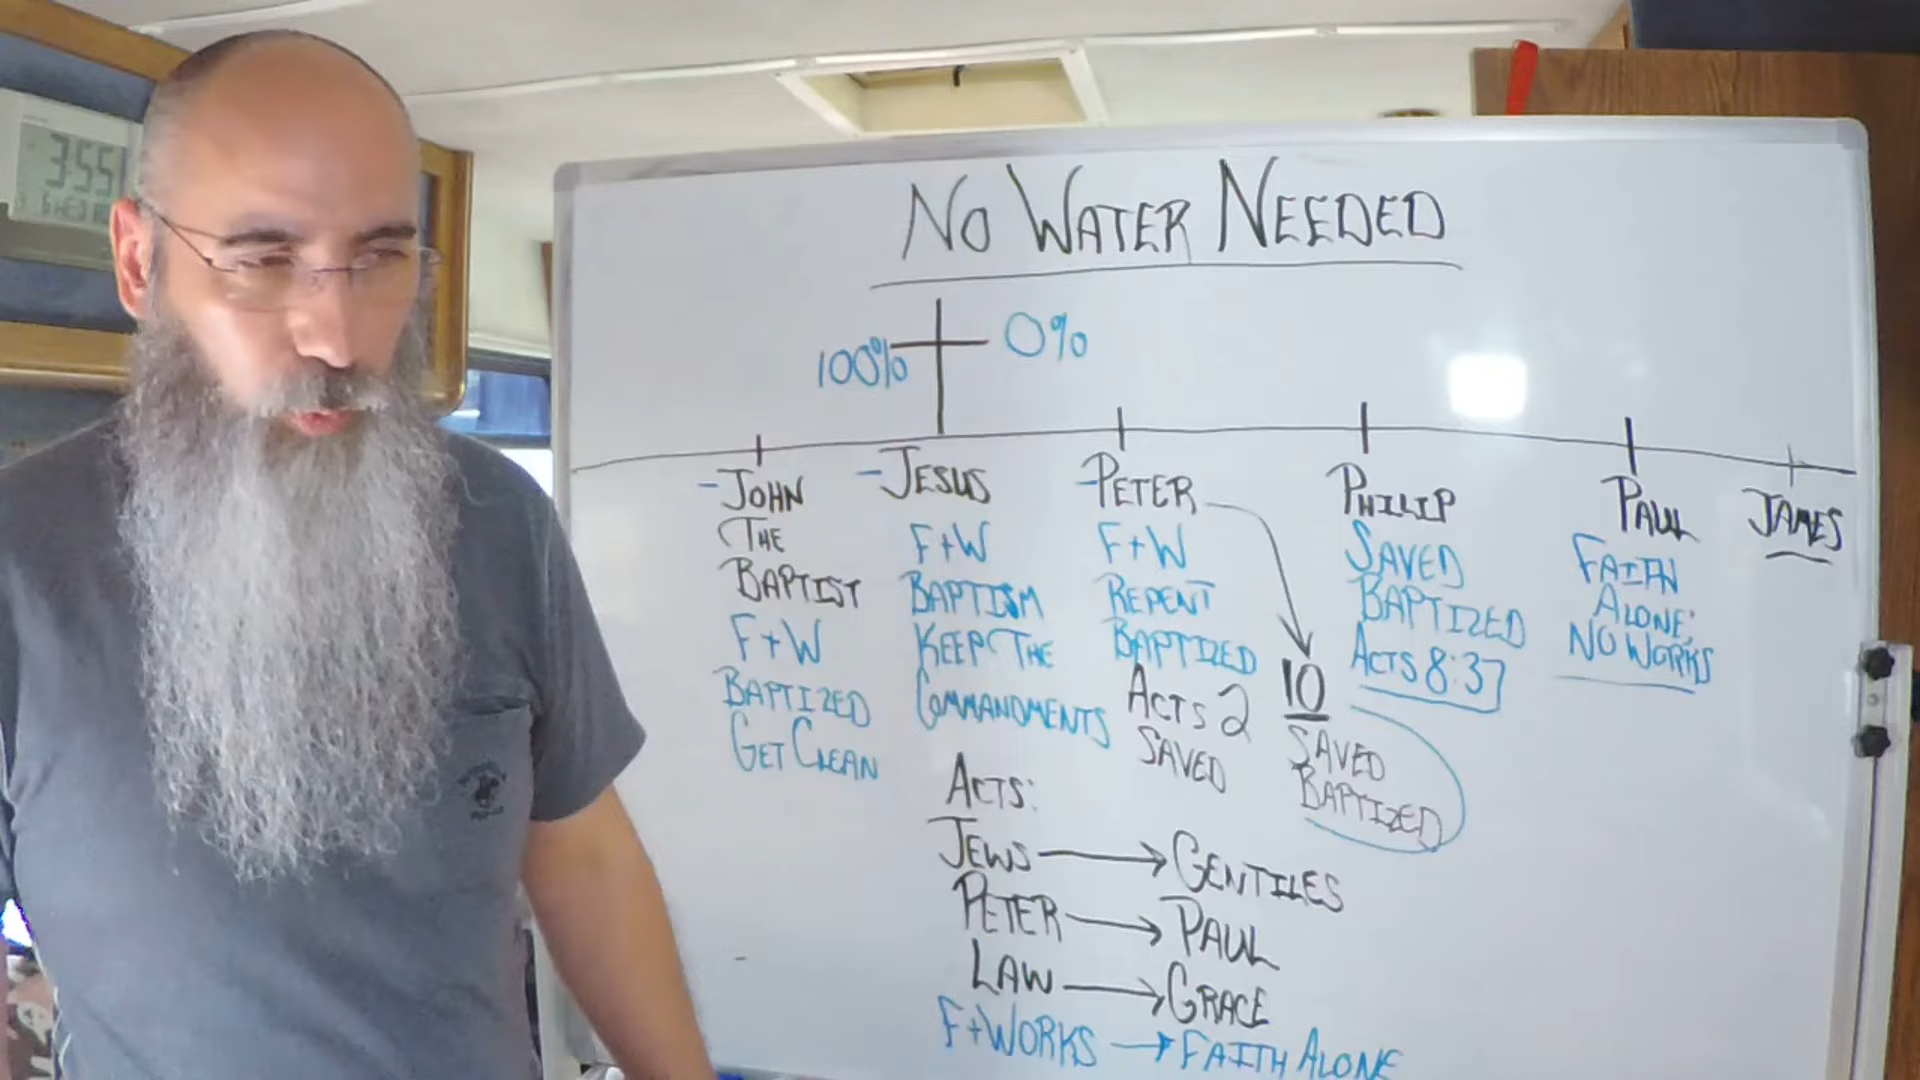 3:55
NO WATER NEEDED
100% 0%
-JOHN
THE
BAPTIST
F+W
BAPTIZED
GET CLEAN
-JESUS
F+W
BAPTISM
KEEP THE
COMMANDMENTS
-PETER
F+W
REPENT
BAPTIZED
ACTS 2
SAVED
10
SAVED
BAPTIZED
PHILIP
SAVED
BAPTIZED
ACTS 8:37
PAUL
FAITH
ALONE;
NO WORKS
JAMES
ACTS:
JEWS → GENTILES
PETER → PAUL
LAW → GRACE
F+WORKS → FAITH ALONE